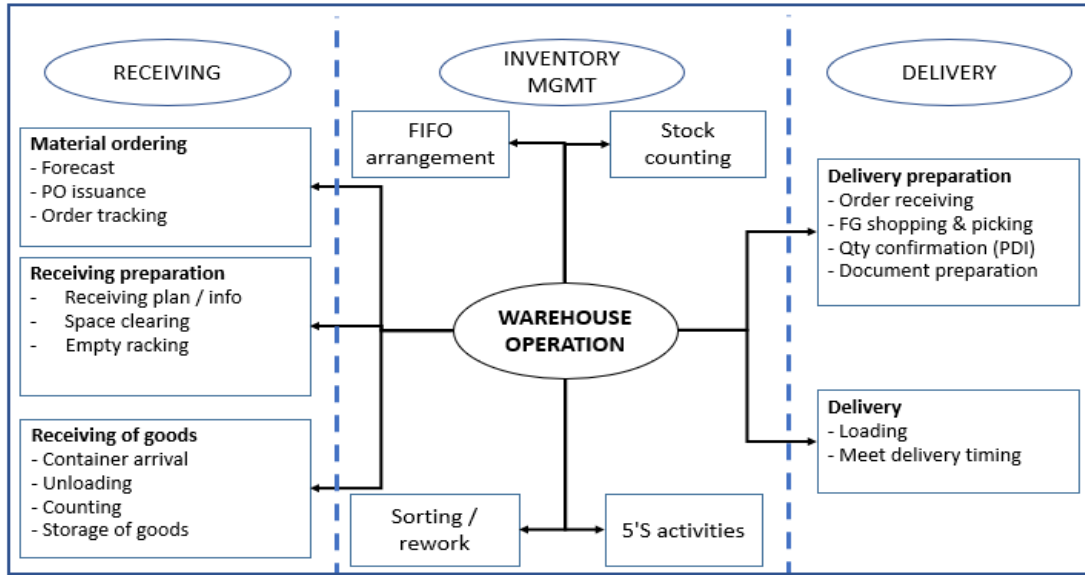 RECEIVING
Material ordering
- Forecast
- PO issuance
- Order tracking
Receiving preparation
- Receiving plan / info
- Space clearing
- Empty racking
Receiving of goods
- Container arrival
- Unloading
- Counting
- Storage of goods
INVENTORY
MGMT
FIFO
arrangement
Stock
counting
WAREHOUSE
OPERATION
Sorting /
rework
5'S activities
DELIVERY
Delivery preparation
- Order receiving
- FG shopping & picking
- Qty confirmation (PDI)
- Document preparation
Delivery
- Loading
- Meet delivery timing